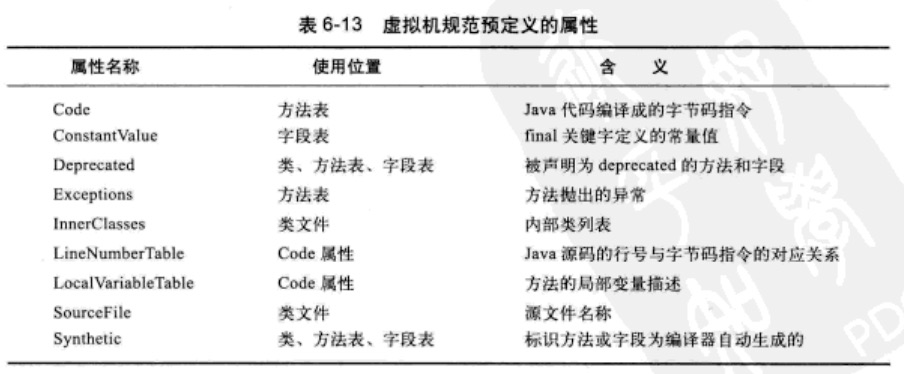 表 6-13 虚拟机规范预定义的属性
属性名称 使用位置 含 义
Code 方法表 Java 代码编译成的字节码指令
ConstantValue 字段表 final 关键字定义的常量值
Deprecated 类、方法表、字段表 被声明为 deprecated 的方法和字段
Exceptions 方法表 方法抛出的异常
InnerClasses 类文件 内部类列表
LineNumberTable Code 属性 Java 源码的行号与字节码指令的对应关系
LocalVariableTable Code 属性 方法的局部变量描述
SourceFile 类文件 源文件名称
Synthetic 类、方法表、字段表 标识方法或字段为编译器自动生成的